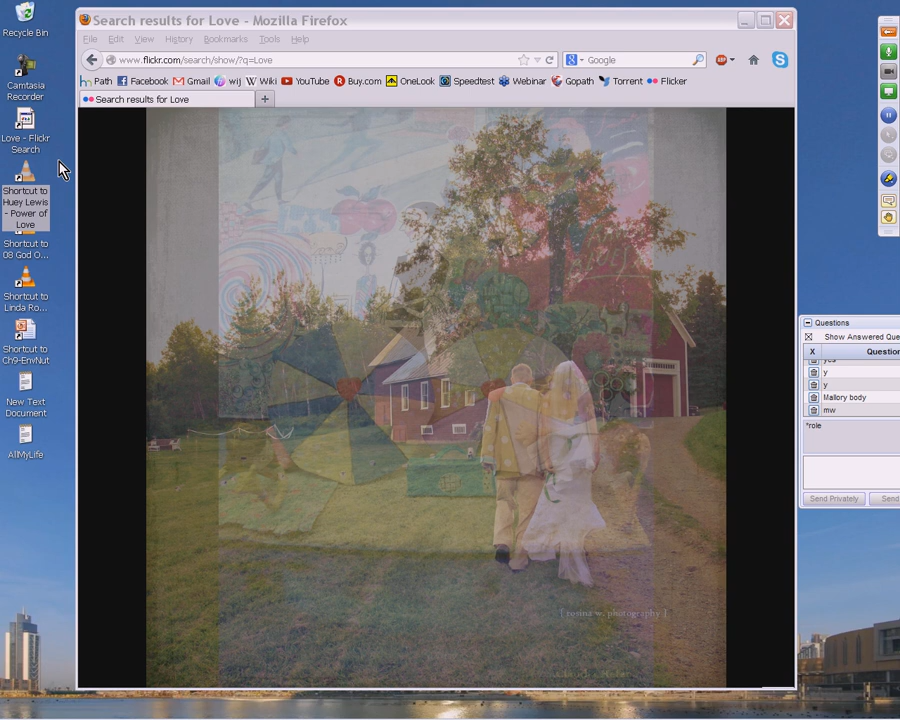 Recycle Bin
Camtasia
Recorder
Love - Flickr
Search
Shortcut to
Huey Lewis
- Power of
Love
Shortcut to
08 God O...
Shortcut to
Linda Ro...
Shortcut to
Ch9-EnvNut
New Text
Document
AllMyLife
Search results for Love - Mozilla Firefox
File Edit View History Bookmarks Tools Help
www.flickr.com/search/show/?q=Love
Google
Path Facebook Gmail wij Wiki YouTube Buy.com OneLook Speedtest Webinar Gopath Torrent Flicker
Search results for Love
[ rosina w. photography ]
Questions
Show Answered Que
X Question
yes
y
y
Mallory body
mw
*role
Send Privately Send